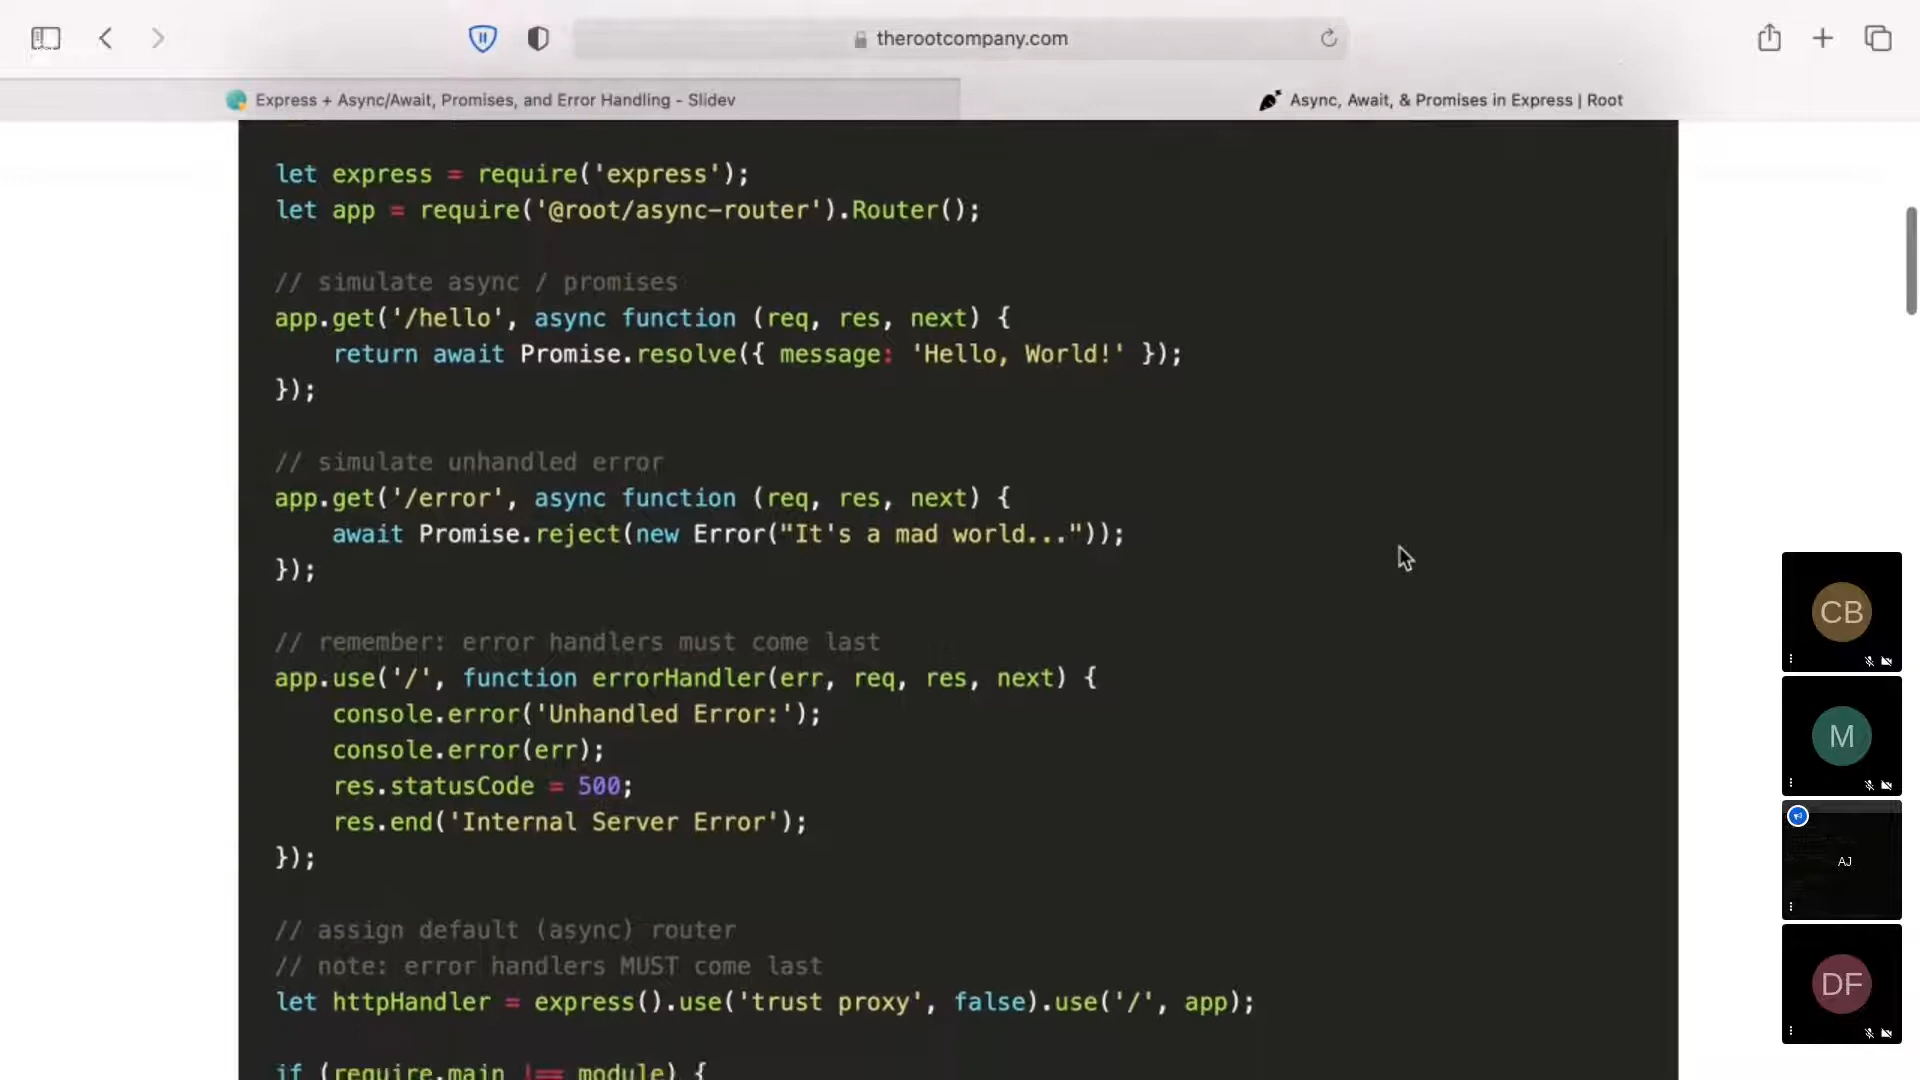 therootcompany.com
Express + Async/Await, Promises, and Error Handling - Slidev
Async, Await, & Promises in Express | Root
let express = require('express');
let app = require('@root/async-router').Router();
// simulate async / promises
app.get('/hello', async function (req, res, next) {
    return await Promise.resolve({ message: 'Hello, World!' });
});
// simulate unhandled error
app.get('/error', async function (req, res, next) {
    await Promise.reject(new Error("It's a mad world..."));
});
// remember: error handlers must come last
app.use('/', function errorHandler(err, req, res, next) {
    console.error('Unhandled Error:');
    console.error(err);
    res.statusCode = 500;
    res.end('Internal Server Error');
});
// assign default (async) router
// note: error handlers MUST come last
let httpHandler = express().use('trust proxy', false).use('/', app);
if (require.main !== module) {
CB
M
AJ
DF